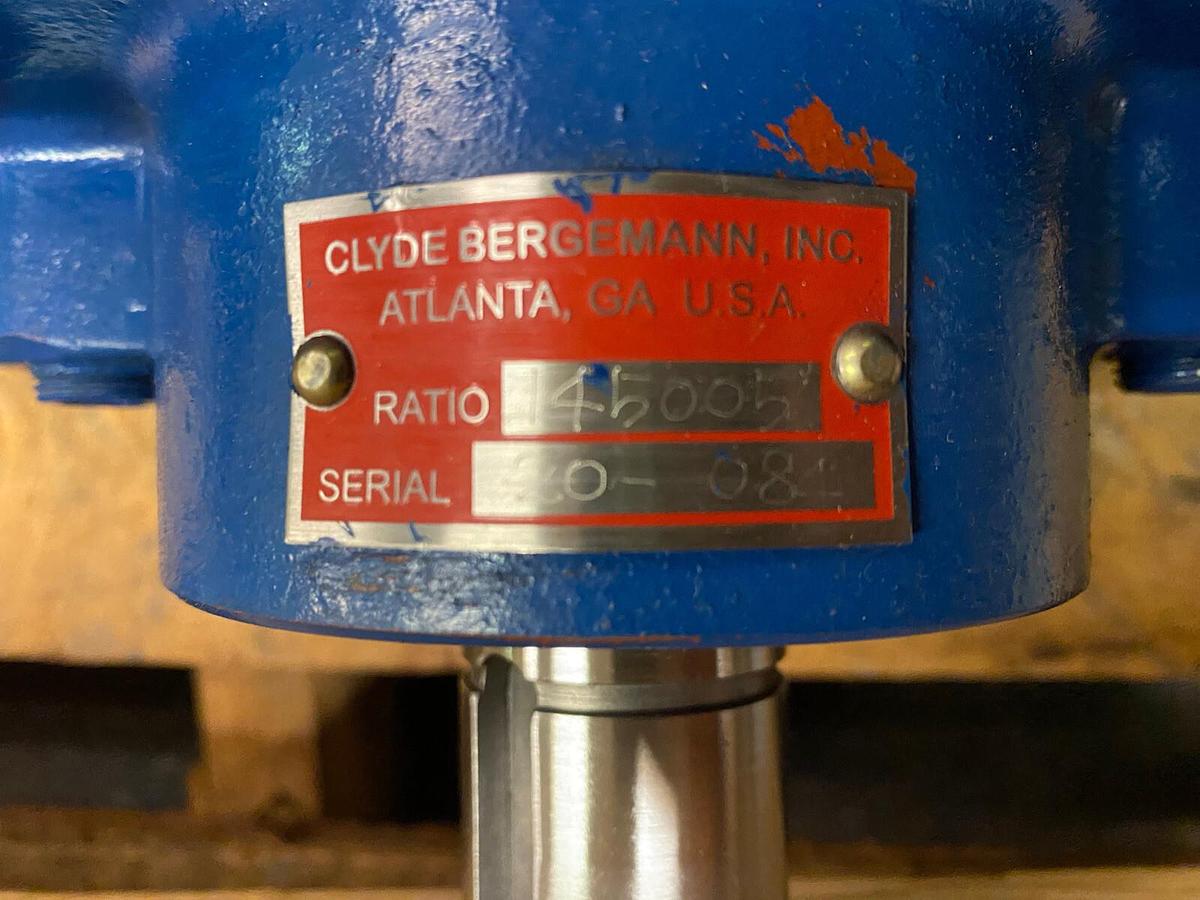 CLYDE BERGEMANN, INC.
ATLANTA, GA U.S.A.
RATIO 145005
SERIAL